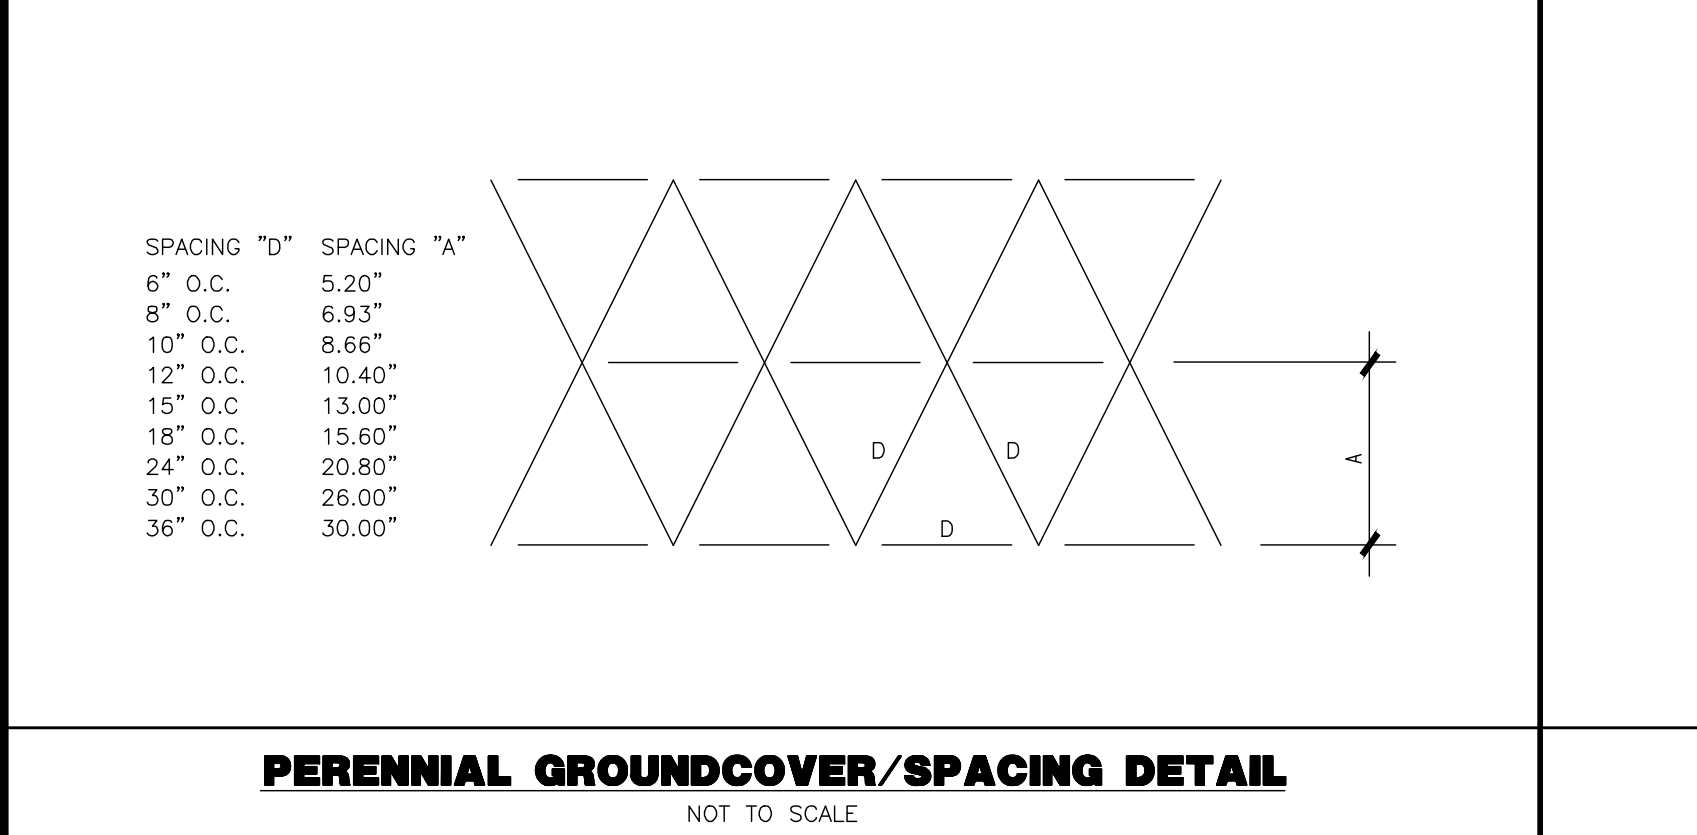 SPACING "D" SPACING "A"
6" O.C. 5.20"
8" O.C. 6.93"
10" O.C. 8.66"
12" O.C. 10.40"
15" O.C 13.00"
18" O.C. 15.60"
24" O.C. 20.80"
30" O.C. 26.00"
36" O.C. 30.00"
D D
D
A
PERENNIAL GROUNDCOVER/SPACING DETAIL
NOT TO SCALE